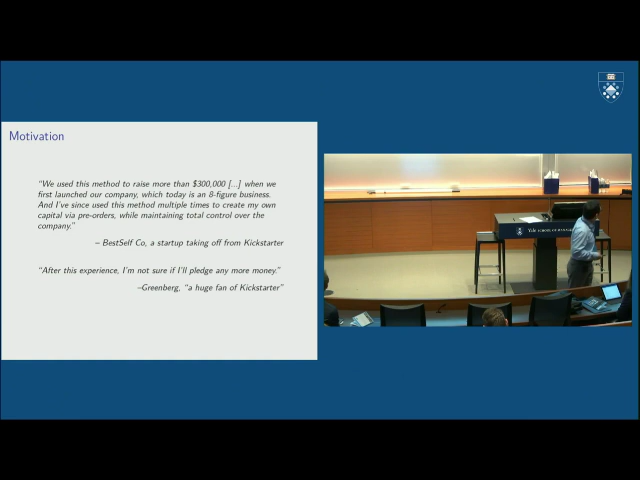 Motivation
“We used this method to raise more than $300,000 [...] when we
first launched our company, which today is an 8-figure business.
And I’ve since used this method multiple times to create my own
capital via pre-orders, while maintaining total control over the
company.”
– BestSelf Co, a startup taking off from Kickstarter
“After this experience, I’m not sure if I’ll pledge any more money.”
–Greenberg, “a huge fan of Kickstarter”
YALE SCHOOL OF